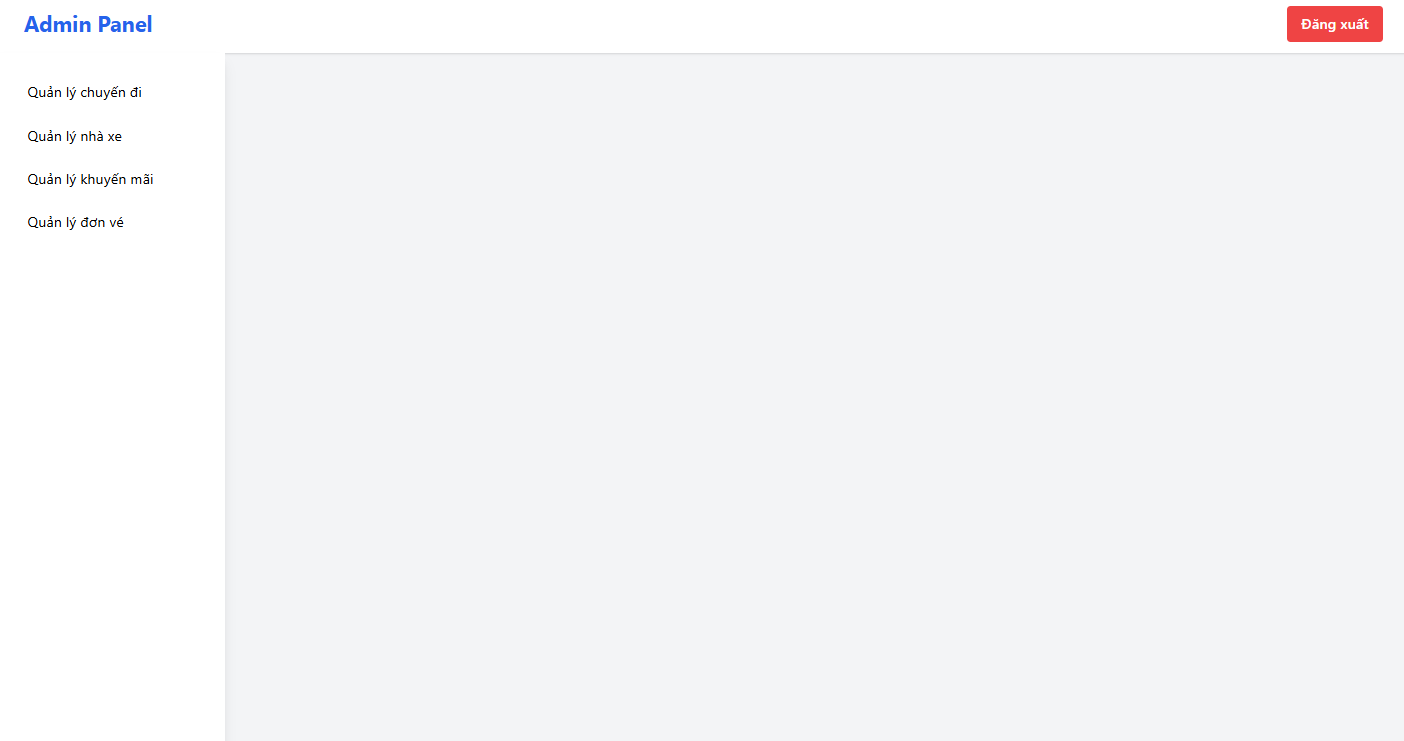 Admin Panel
Đăng xuất
Quản lý chuyến đi
Quản lý nhà xe
Quản lý khuyến mãi
Quản lý đơn vé